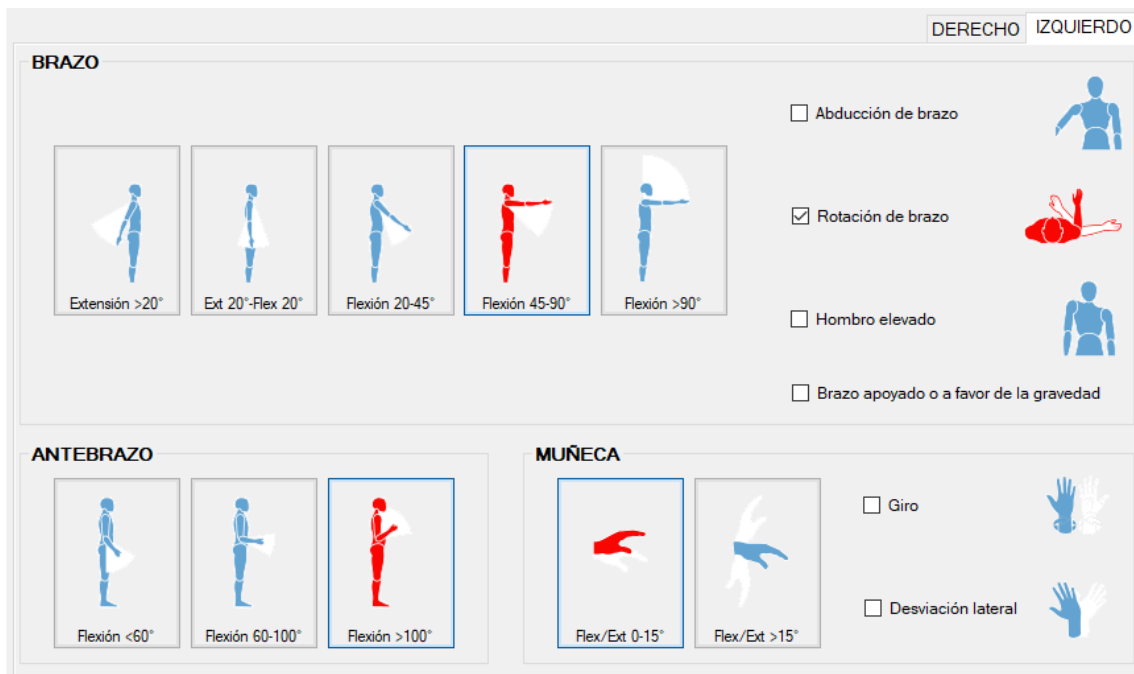 DERECHO
IZQUIERDO
BRAZO
Abducción de brazo
Rotación de brazo
Extensión >20°
Ext 20°-Flex 20°
Flexión 20-45°
Flexión 45-90°
Flexión >90°
Hombro elevado
Brazo apoyado o a favor de la gravedad
ANTEBRAZO
Flexión <60°
Flexión 60-100°
Flexión >100°
MUÑECA
Flex/Ext 0-15°
Flex/Ext >15°
Giro
Desviación lateral